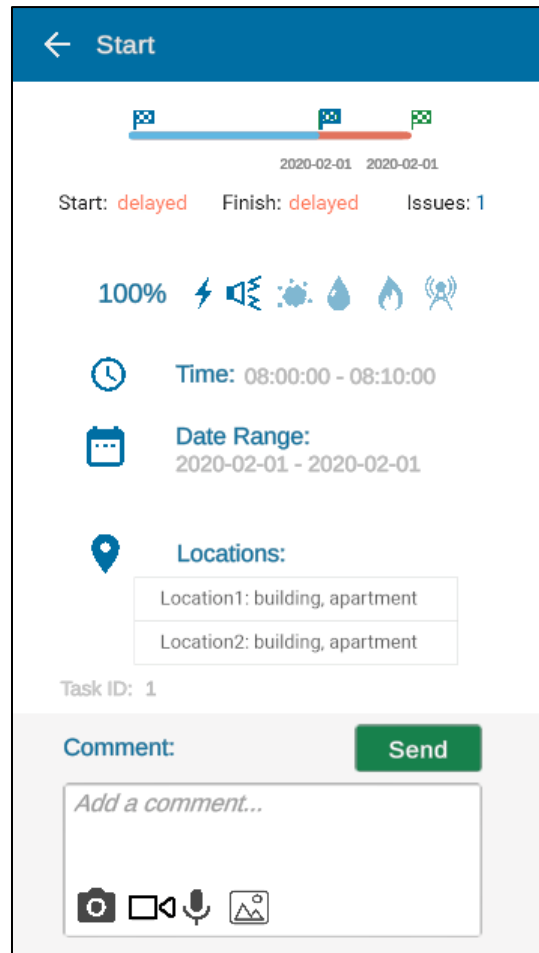 Start
2020-02-01 2020-02-01
Start: delayed Finish: delayed Issues: 1
100%
Time: 08:00:00 - 08:10:00
Date Range:
2020-02-01 - 2020-02-01
Locations:
Location1: building, apartment
Location2: building, apartment
Task ID: 1
Comment: Send
Add a comment...